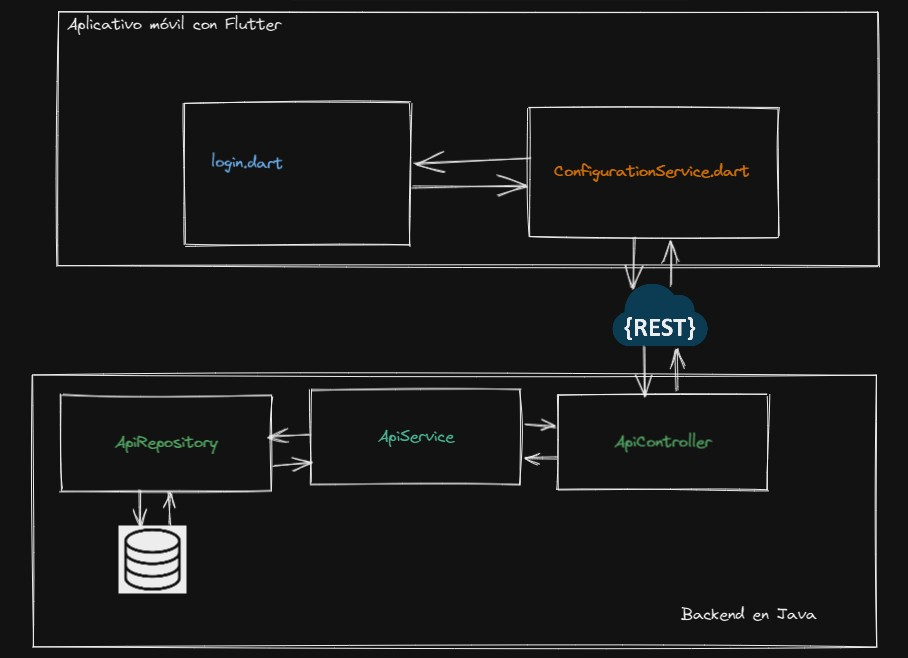 Aplicativo móvil con Flutter
login.dart
ConfigurationService.dart
{REST}
ApiRepository
ApiService
ApiController
Backend en Java